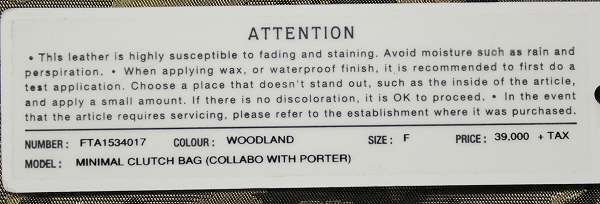 ATTENTION
• This leather is highly susceptible to fading and staining. Avoid moisture such as rain and
perspiration. • When applying wax, or waterproof finish, it is recommended to first do a
test application. Choose a place that doesn't stand out, such as the inside of the article,
and apply a small amount. If there is no discoloration, it is OK to proceed. • In the event
that the article requires servicing, please refer to the establishment where it was purchased.
NUMBER: FTA1534017 COLOUR: WOODLAND SIZE: F PRICE: 39,000 + TAX
MODEL: MINIMAL CLUTCH BAG (COLLABO WITH PORTER)